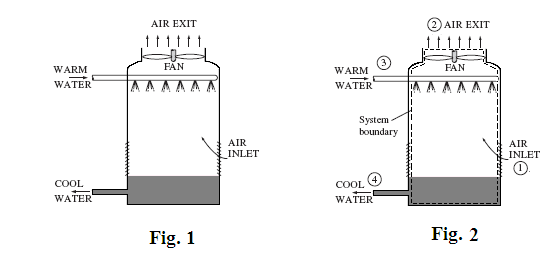 AIR EXIT
FAN
WARM
WATER
AIR
INLET
COOL
WATER
Fig. 1
2 AIR EXIT
3
FAN
WARM
WATER
System
boundary
AIR
INLET
1
4
COOL
WATER
Fig. 2